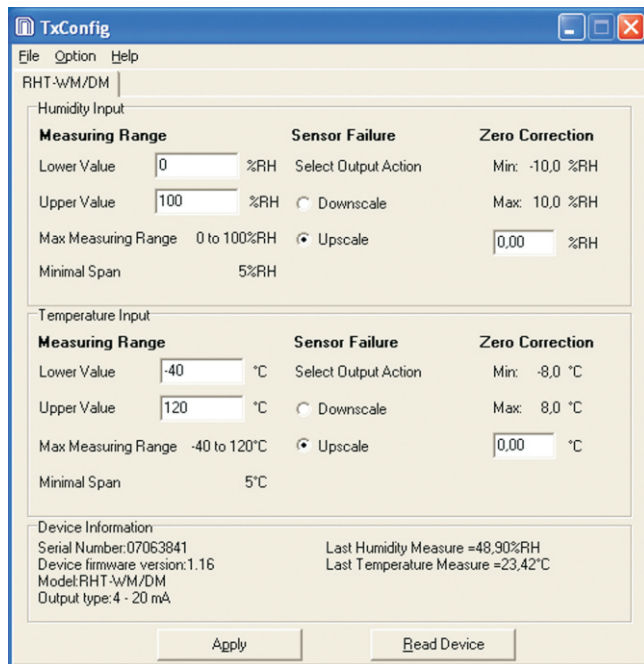 TxConfig
File Option Help
RHT-WM/DM
Humidity Input
Measuring Range Sensor Failure Zero Correction
Lower Value 0 %RH Select Output Action Min: -10,0 %RH
Upper Value 100 %RH Downscale Max: 10,0 %RH
Max Measuring Range 0 to 100%RH Upscale 0,00 %RH
Minimal Span 5%RH
Temperature Input
Measuring Range Sensor Failure Zero Correction
Lower Value -40 °C Select Output Action Min: -8,0 °C
Upper Value 120 °C Downscale Max: 8,0 °C
Max Measuring Range -40 to 120°C Upscale 0,00 °C
Minimal Span 5°C
Device Information
Serial Number:07063841 Last Humidity Measure =48,90%RH
Device firmware version:1.16 Last Temperature Measure =23,42°C
Model:RHT-WM/DM
Output type:4 - 20 mA
Apply Read Device